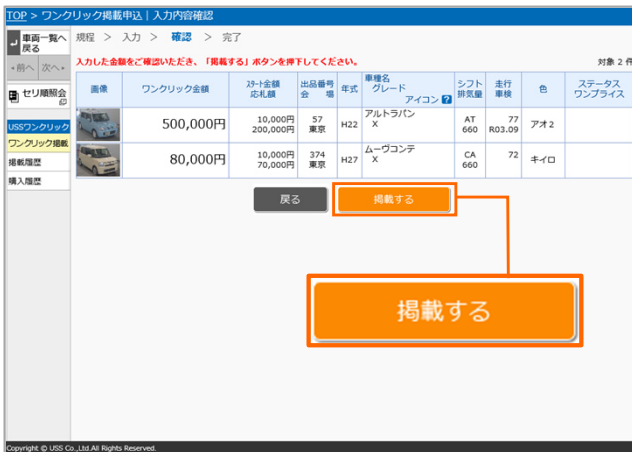 TOP > ワンクリック掲載申込 | 入力内容確認
車両一覧へ
戻る
規程 > 入力 > 確認 > 完了
◂前へ 次へ▸
入力した金額をご確認いただき、「掲載する」ボタンを押下してください。
対象 2 件
セリ順照会
画像 ワンクリック金額 ｽﾀｰﾄ金額 応札額 出品番号 会 場 年式 車種名 グレード アイコン ? シフト 排気量 走行 車検 色 ステータス ワンプライス
USSワンクリック
ワンクリック掲載
掲載履歴
購入履歴
500,000円 10,000円 200,000円 57 東京 H22 アルトラパン X AT 660 77 R03.09 アオ2
80,000円 10,000円 70,000円 374 東京 H27 ムーヴコンテ X CA 660 72 キイロ
戻る 掲載する
掲載する
Copyright © USS Co.,Ltd.All Rights Reserved.